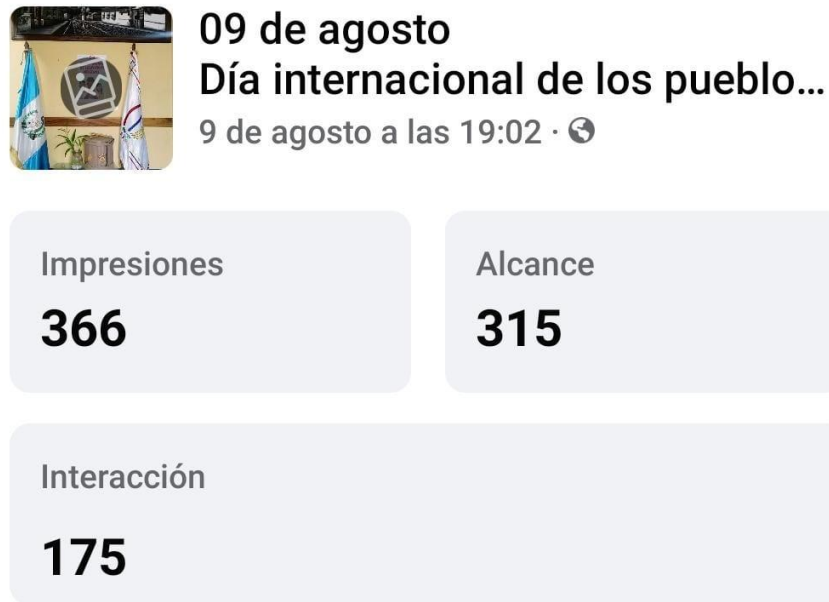 09 de agosto
Día internacional de los pueblo...
9 de agosto a las 19:02 ·
Impresiones
366
Alcance
315
Interacción
175